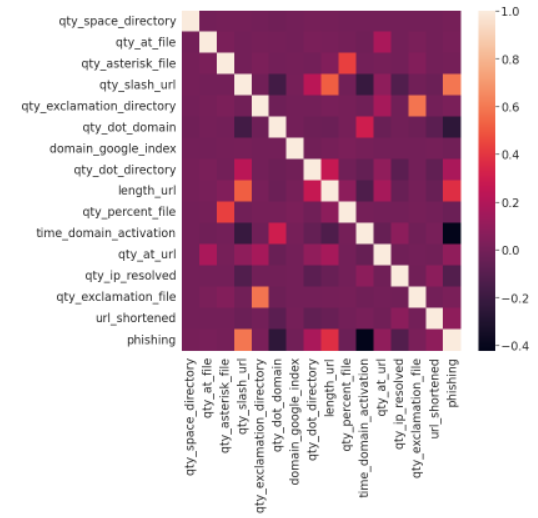 qty_space_directory
qty_at_file
qty_asterisk_file
qty_slash_url
qty_exclamation_directory
qty_dot_domain
domain_google_index
qty_dot_directory
length_url
qty_percent_file
time_domain_activation
qty_at_url
qty_ip_resolved
qty_exclamation_file
url_shortened
phishing
qty_space_directory
qty_at_file
qty_asterisk_file
qty_slash_url
qty_exclamation_directory
qty_dot_domain
domain_google_index
qty_dot_directory
length_url
qty_percent_file
time_domain_activation
qty_at_url
qty_ip_resolved
qty_exclamation_file
url_shortened
phishing
1.0
0.8
0.6
0.4
0.2
0.0
−0.2
−0.4